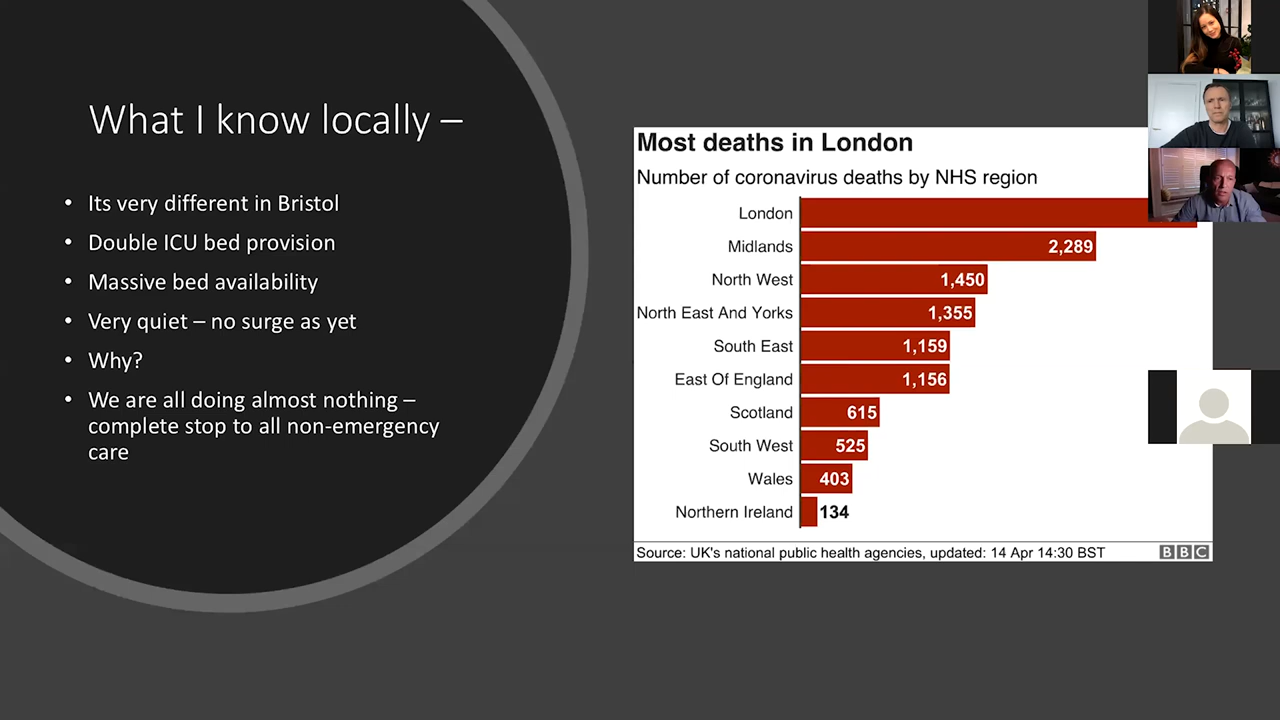 What I know locally –
• Its very different in Bristol
• Double ICU bed provision
• Massive bed availability
• Very quiet – no surge as yet
• Why?
• We are all doing almost nothing –
complete stop to all non-emergency
care
Most deaths in London
Number of coronavirus deaths by NHS region
London
Midlands 2,289
North West 1,450
North East And Yorks 1,355
South East 1,159
East Of England 1,156
Scotland 615
South West 525
Wales 403
Northern Ireland 134
Source: UK's national public health agencies, updated: 14 Apr 14:30 BST BBC